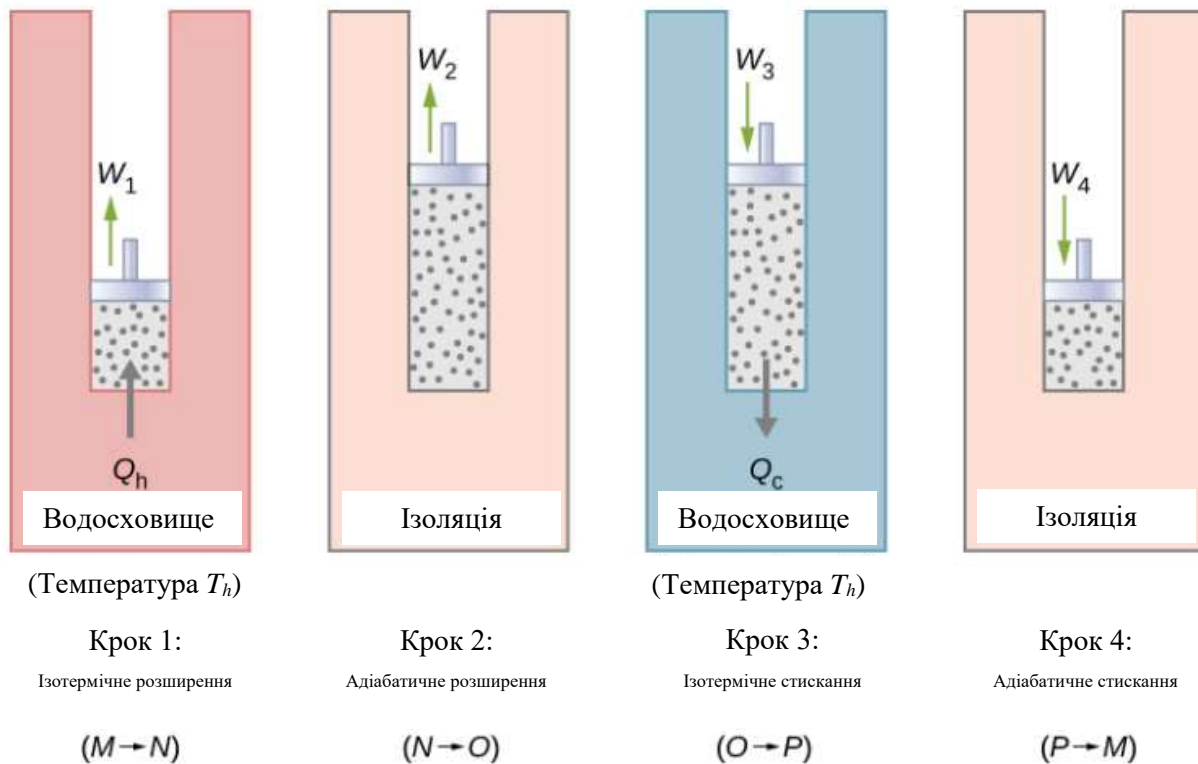 W1
W2
W3
W4
Qh
Qc
Водосховище
Ізоляція
Водосховище
Ізоляція
(Температура Th)
(Температура Th)
Крок 1:
Крок 2:
Крок 3:
Крок 4:
Ізотермічне розширення
Адіабатичне розширення
Ізотермічне стискання
Адіабатичне стискання
(M→N)
(N→O)
(O→P)
(P→M)